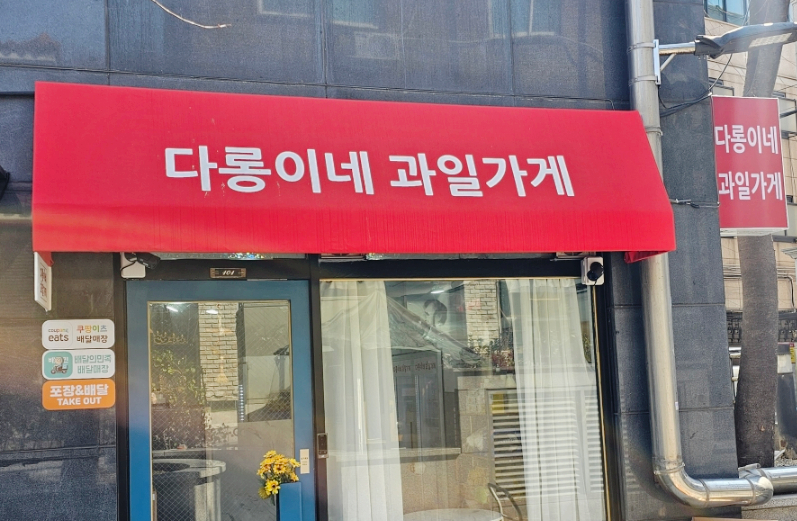 다롱이네 과일가게
다롱이네
과일가게
101
coupang
eats
쿠팡이츠
배달매장
배달의민족
배달매장
포장&배달
TAKE OUT